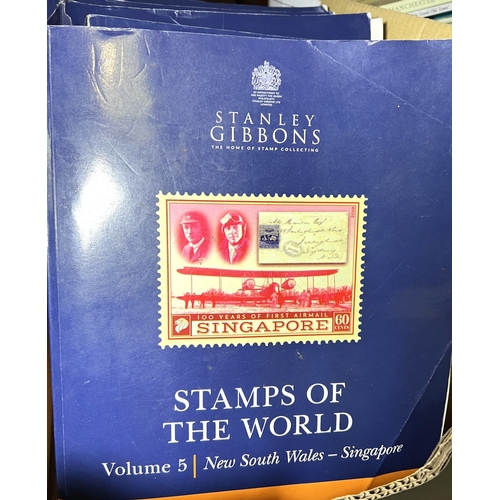 STANLEY
GIBBONS
THE HOME OF STAMP COLLECTING
100 YEARS OF FIRST AIRMAIL
SINGAPORE
60
CENTS
STAMPS OF
THE WORLD
Volume 5 | New South Wales – Singapore